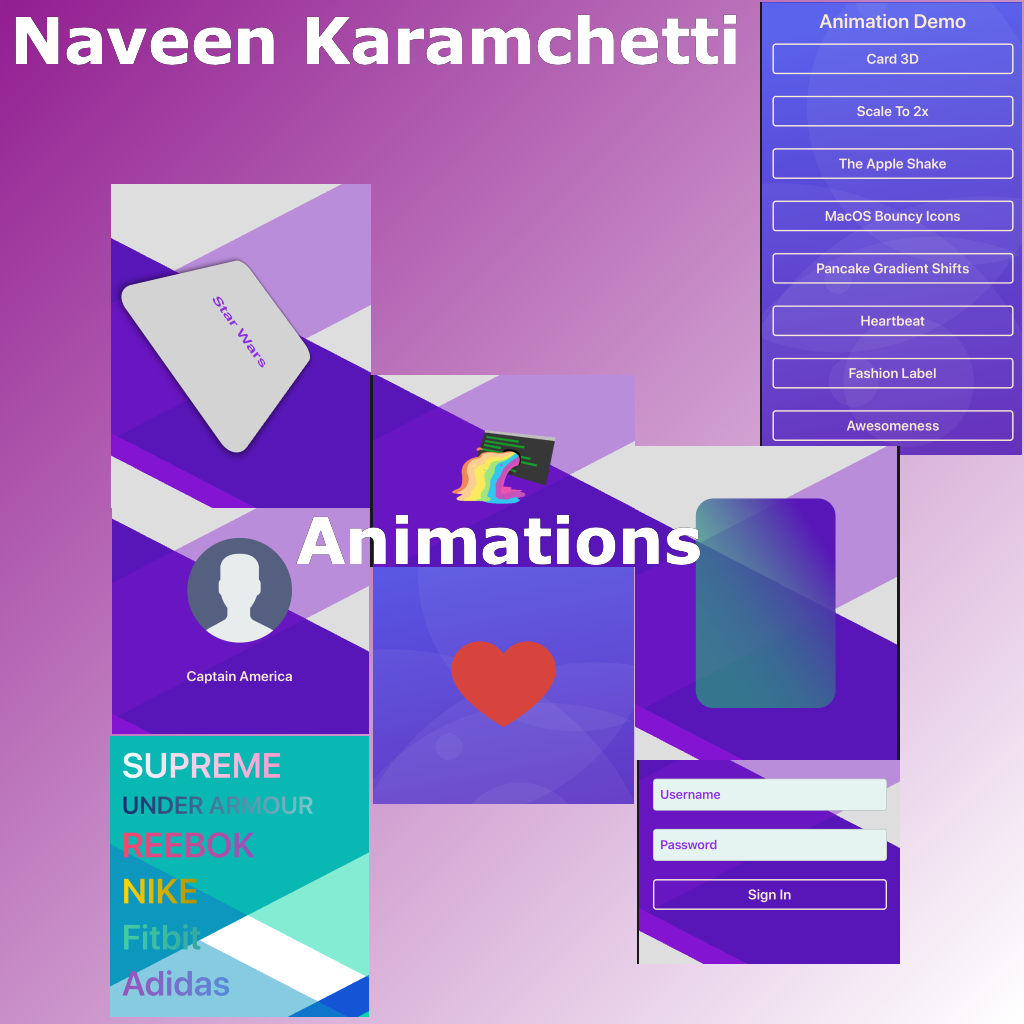 Naveen Karamchetti
Animation Demo
Card 3D
Scale To 2x
The Apple Shake
MacOS Bouncy Icons
Pancake Gradient Shifts
Heartbeat
Fashion Label
Awesomeness
Star Wars
Animations
Captain America
SUPREME
UNDER ARMOUR
REEBOK
NIKE
Fitbit
Adidas
Username
Password
Sign In